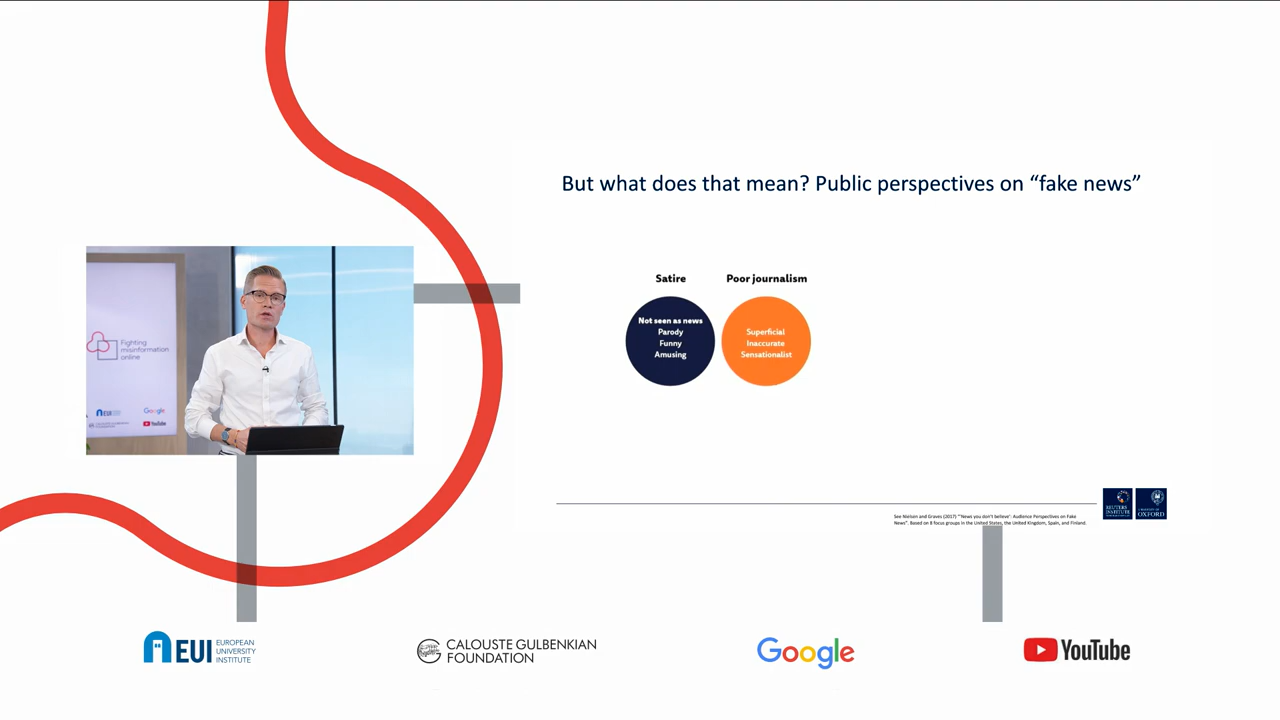 But what does that mean? Public perspectives on “fake news”
Satire
Poor journalism
Not seen as news
Parody
Funny
Amusing
Superficial
Inaccurate
Sensationalist
Fighting
misinformation
online
EUI
Google
YouTube
See Nielsen and Graves (2017) “‘News you don’t believe’: Audience Perspectives on Fake
News”. Based on 8 focus groups in the United States, the United Kingdom, Spain, and Finland.
REUTERS
INSTITUTE
UNIVERSITY OF
OXFORD
EUI
EUROPEAN
UNIVERSITY
INSTITUTE
CALOUSTE GULBENKIAN
FOUNDATION
Google
YouTube